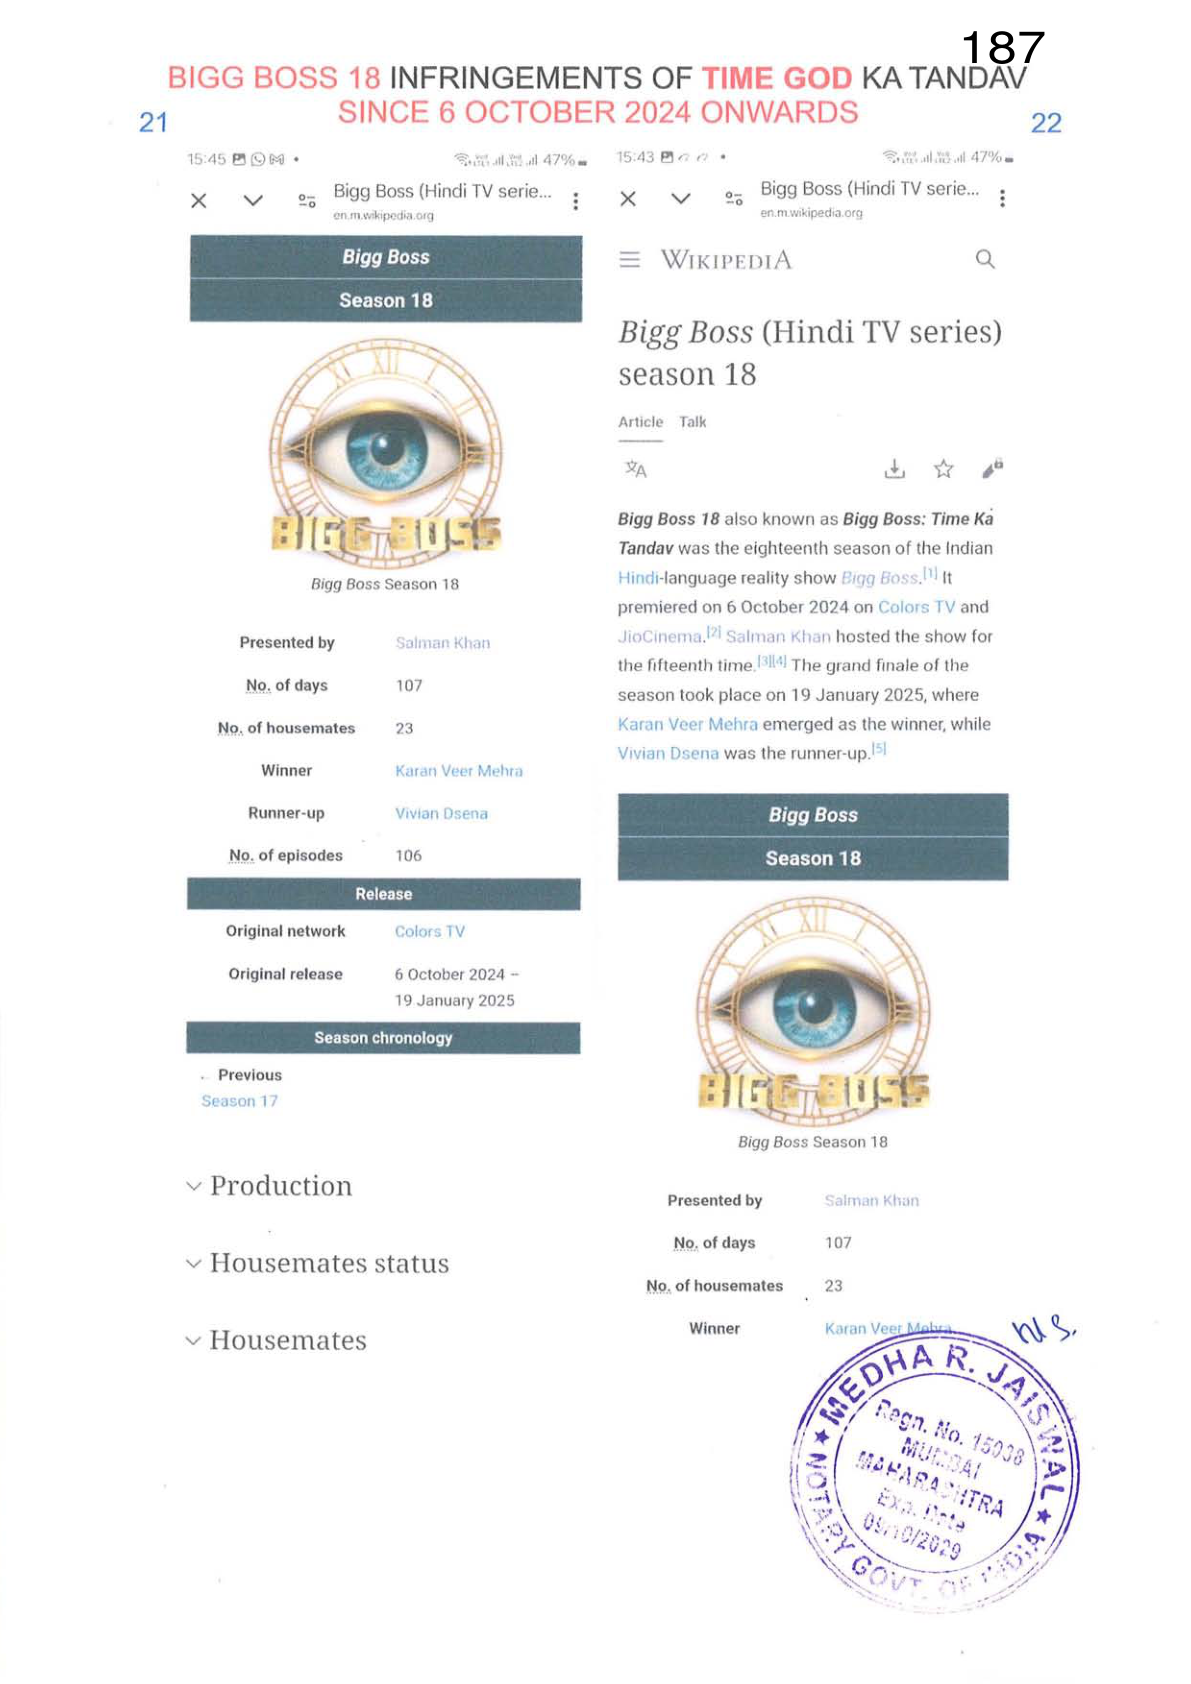 187
BIGG BOSS 18 INFRINGEMENTS OF TIME GOD KA TANDAV
SINCE 6 OCTOBER 2024 ONWARDS
21
22
15:45
47%
Bigg Boss (Hindi TV serie...
en.m.wikipedia.org
Bigg Boss
Season 18
XI XII I
BIGG BOSS
Bigg Boss Season 18
Presented by Salman Khan
No. of days 107
No. of housemates 23
Winner Karan Veer Mehra
Runner-up Vivian Dsena
No. of episodes 106
Release
Original network Colors TV
Original release 6 October 2024 –
19 January 2025
Season chronology
Previous
Season 17
Production
Housemates status
Housemates
15:43
47%
Bigg Boss (Hindi TV serie...
en.m.wikipedia.org
WIKIPEDIA
Bigg Boss (Hindi TV series)
season 18
Article Talk
Bigg Boss 18 also known as Bigg Boss: Time Ka
Tandav was the eighteenth season of the Indian
Hindi-language reality show Bigg Boss.[1] It
premiered on 6 October 2024 on Colors TV and
JioCinema.[2] Salman Khan hosted the show for
the fifteenth time.[3][4] The grand finale of the
season took place on 19 January 2025, where
Karan Veer Mehra emerged as the winner, while
Vivian Dsena was the runner-up.[5]
Bigg Boss
Season 18
XI XII I
BIGG BOSS
Bigg Boss Season 18
Presented by Salman Khan
No. of days 107
No. of housemates 23
Winner Karan Veer Mehra
MEDHA R. JAISWAL
Regn. No. 15038
MUMBAI
MAHARASHTRA
Exp. Date
09/10/2029
NOTARY GOVT. OF INDIA